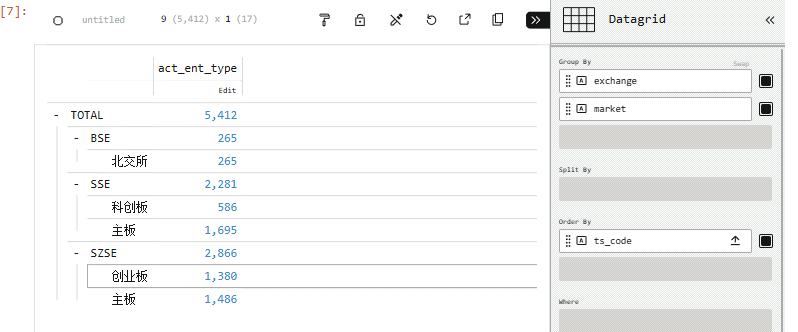 [7]:
untitled
9 (5,412) x 1 (17)
Datagrid
act_ent_type
Edit
- TOTAL 5,412
- BSE 265
北交所 265
- SSE 2,281
科创板 586
主板 1,695
- SZSE 2,866
创业板 1,380
主板 1,486
Group By
Swap
A exchange
A market
Split By
Order By
A ts_code
Where